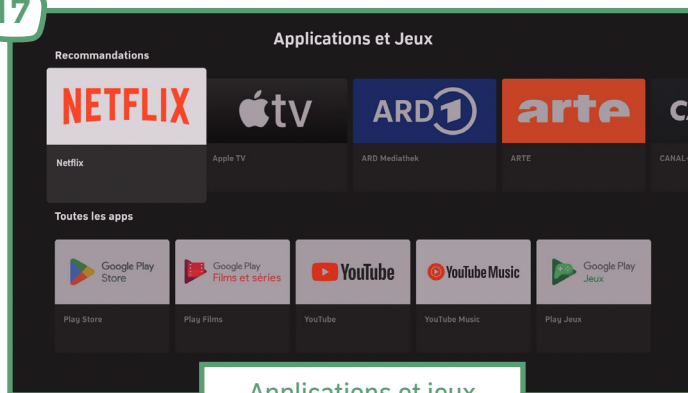 17
Applications et Jeux
Recommandations
NETFLIX
tv
ARD 1
arte
Netflix
Apple TV
ARD Mediathek
ARTE
CANAL+
Toutes les apps
Google Play
Store
Google Play
Films et séries
YouTube
YouTube Music
Google Play
Jeux
Play Store
Play Films
YouTube
YouTube Music
Play Jeux
Applications et jeux